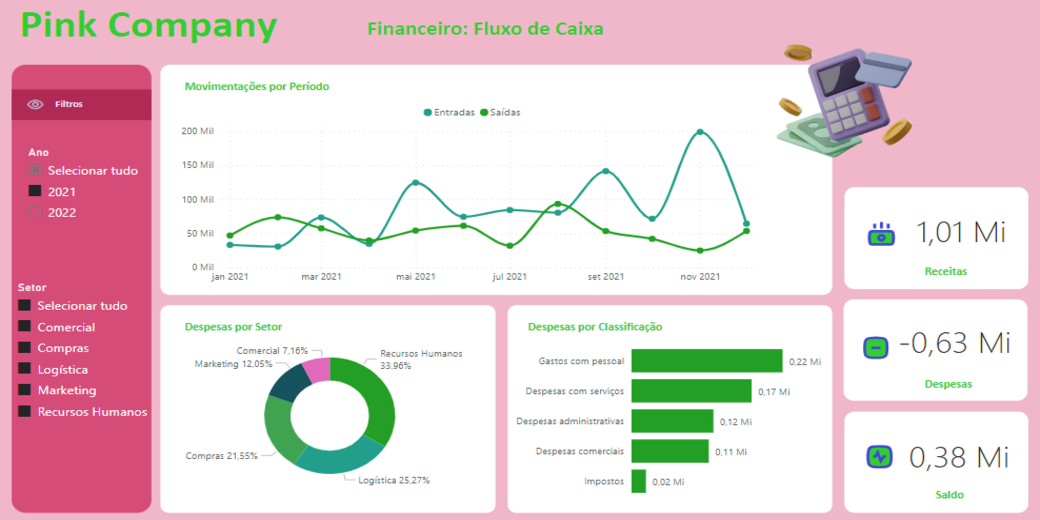 Pink Company
Financeiro: Fluxo de Caixa
Filtros
Ano
Selecionar tudo
2021
2022
Setor
Selecionar tudo
Comercial
Compras
Logística
Marketing
Recursos Humanos
Movimentações por Período
Entradas Saídas
200 Mil
150 Mil
100 Mil
50 Mil
0 Mil
jan 2021 mar 2021 mai 2021 jul 2021 set 2021 nov 2021
Despesas por Setor
Comercial 7,16%
Marketing 12,05%
Recursos Humanos
33,96%
Compras 21,55%
Logística 25,27%
Despesas por Classificação
Gastos com pessoal 0,22 Mi
Despesas com serviços 0,17 Mi
Despesas administrativas 0,12 Mi
Despesas comerciais 0,11 Mi
Impostos 0,02 Mi
1,01 Mi
Receitas
-0,63 Mi
Despesas
0,38 Mi
Saldo